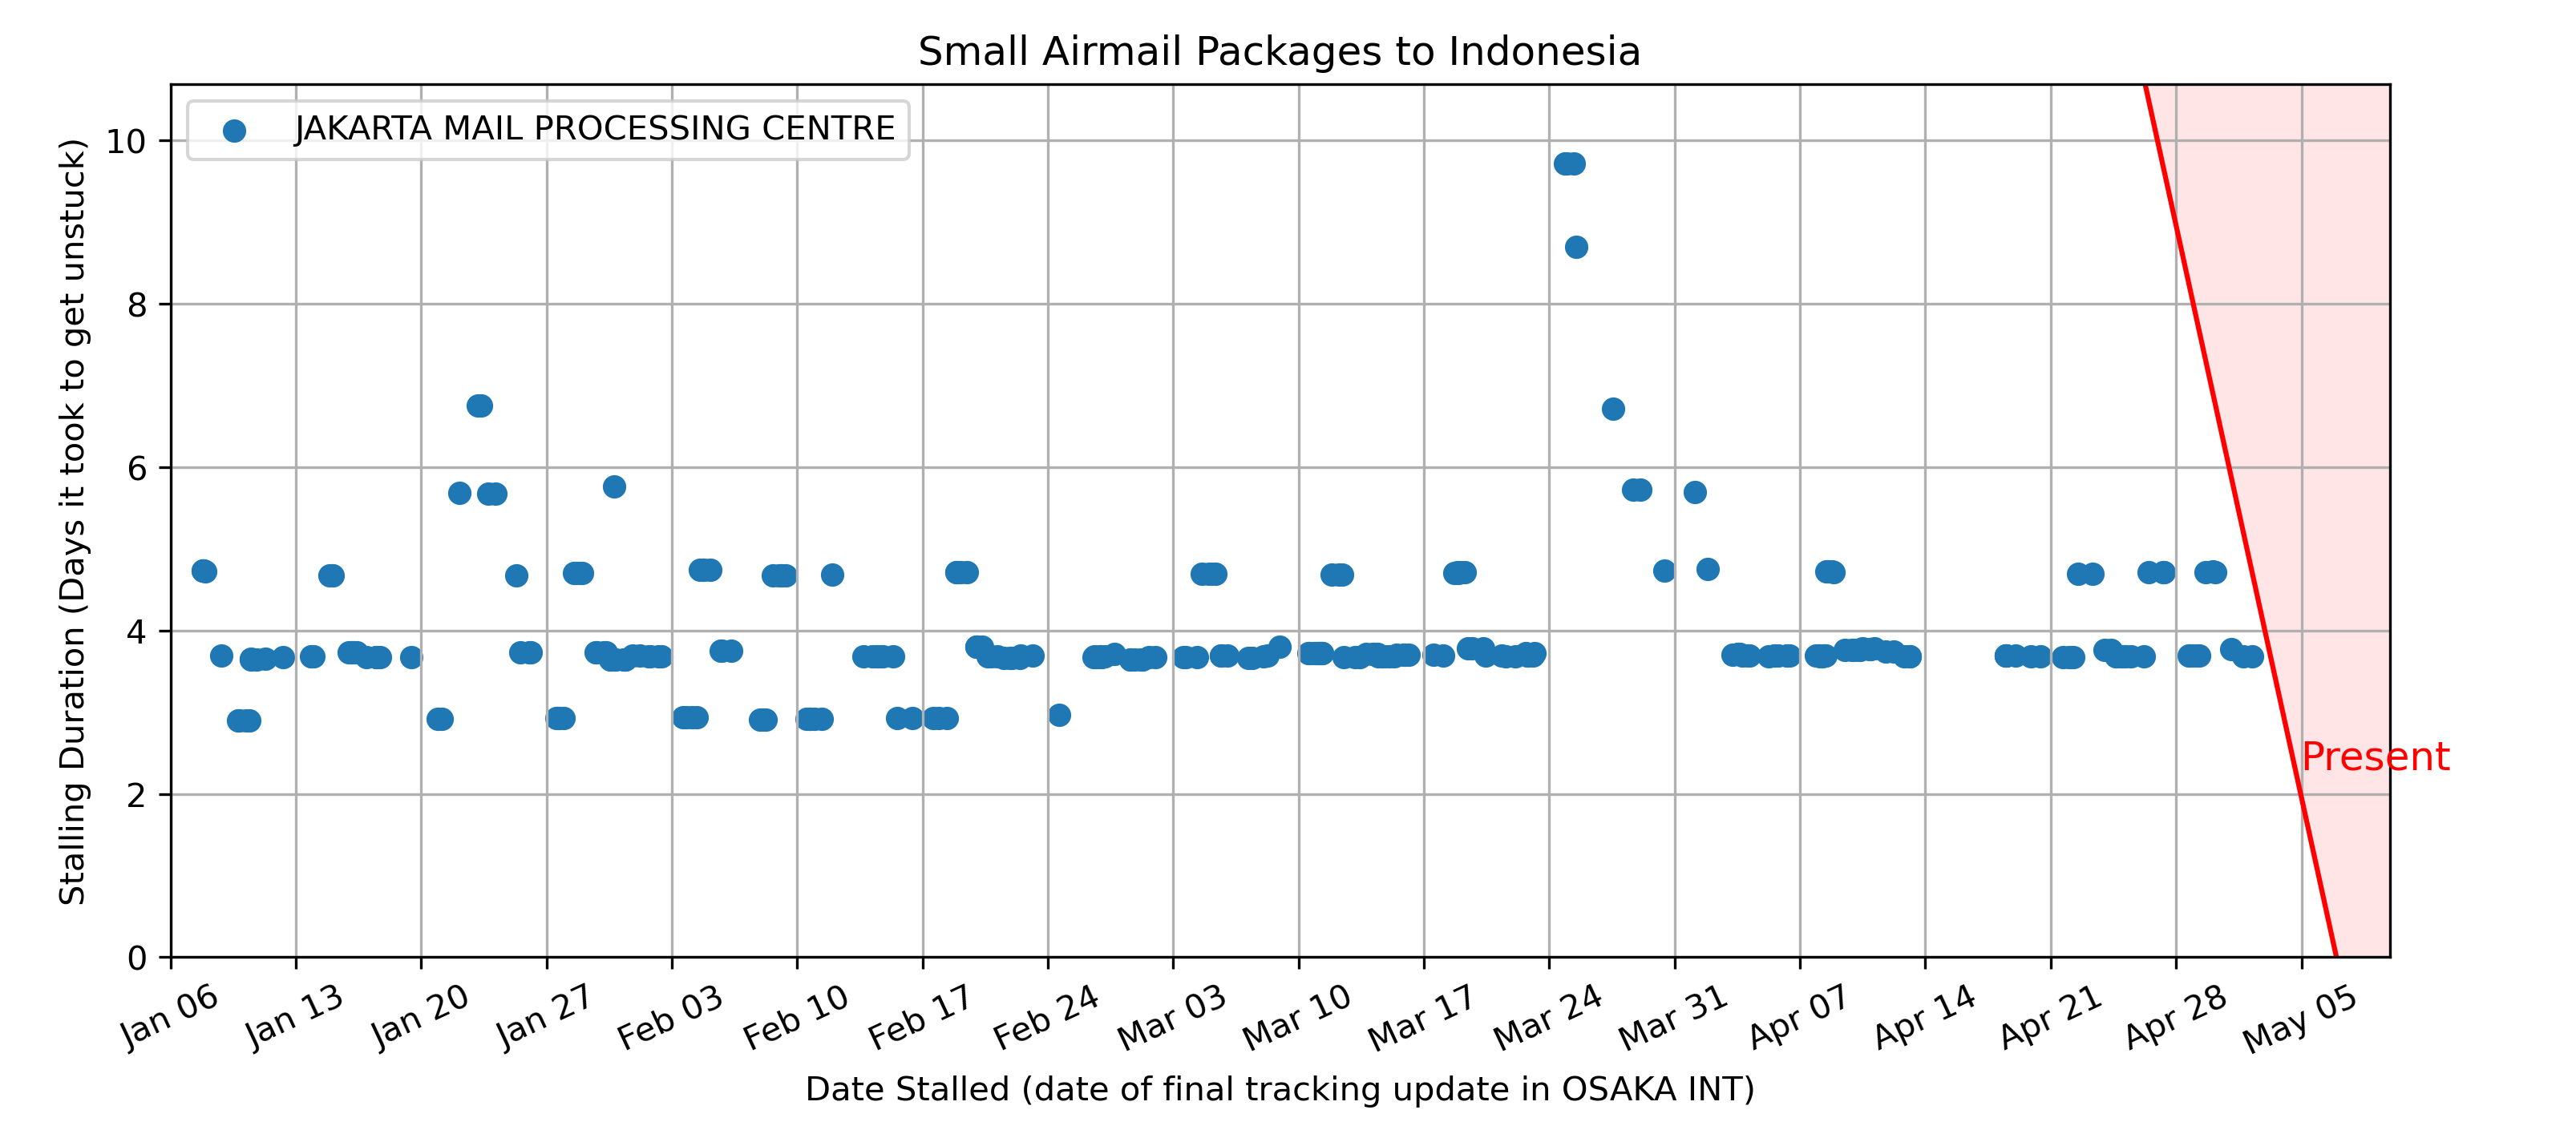 Small Airmail Packages to Indonesia
JAKARTA MAIL PROCESSING CENTRE
Stalling Duration (Days it took to get unstuck)
10
8
6
4
2
0
Present
Jan 06
Jan 13
Jan 20
Jan 27
Feb 03
Feb 10
Feb 17
Feb 24
Mar 03
Mar 10
Mar 17
Mar 24
Mar 31
Apr 07
Apr 14
Apr 21
Apr 28
May 05
Date Stalled (date of final tracking update in OSAKA INT)